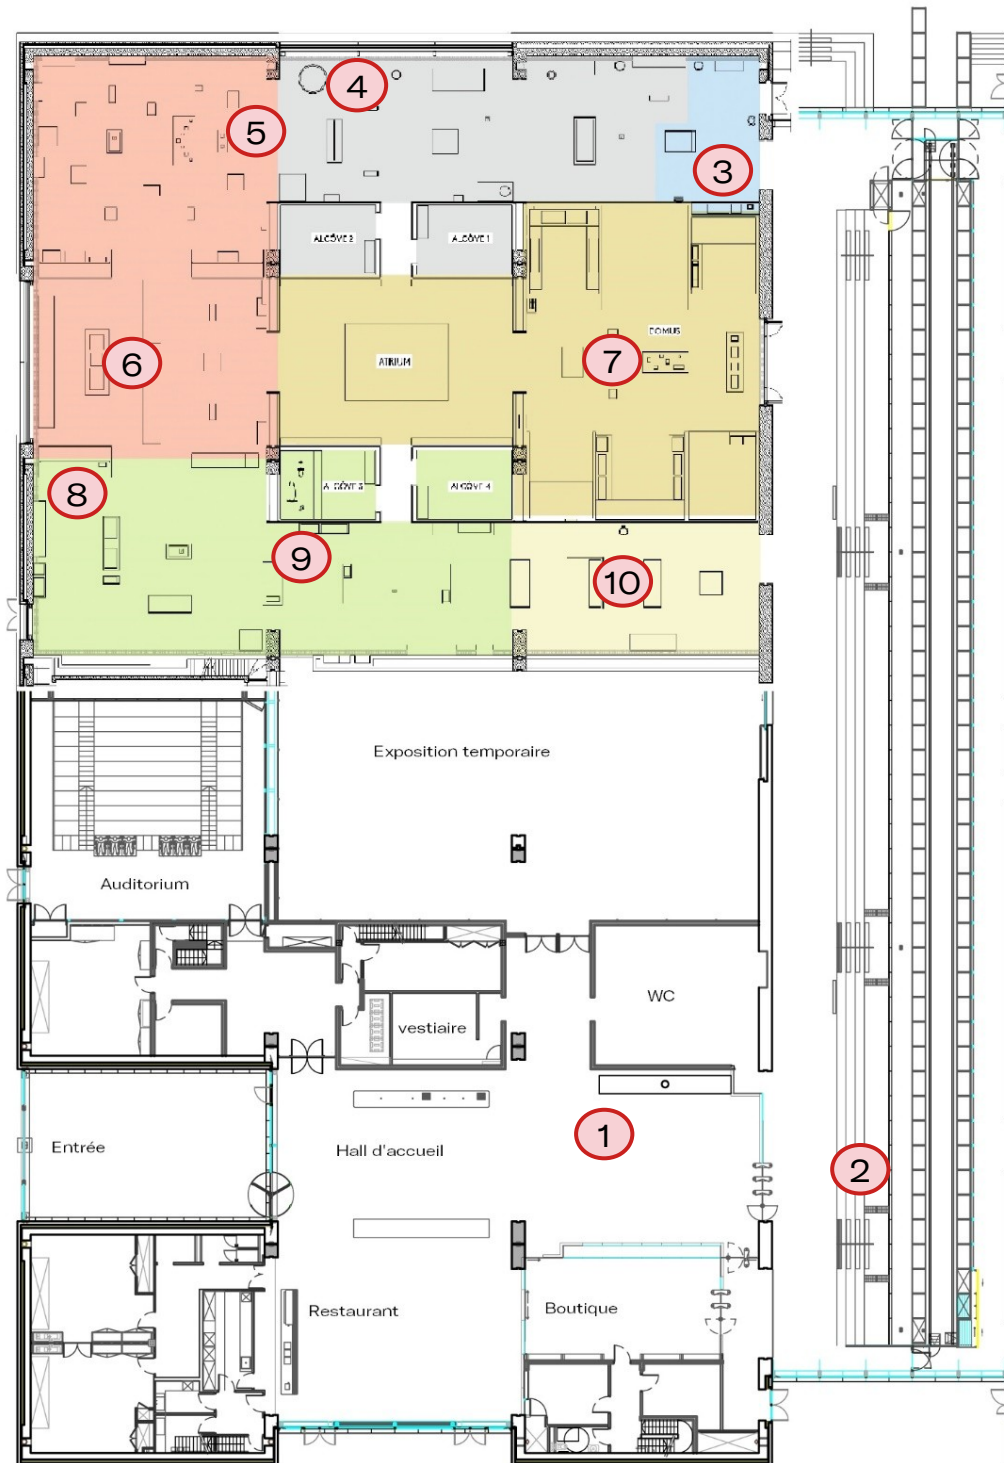 4
5
3
ALCÔVE 2
ALCÔVE 1
DOMUS
ATRIUM
6
7
8
ALCÔVE 3
ALCÔVE 4
9
10
Exposition temporaire
Auditorium
WC
vestiaire
1
Entrée
Hall d'accueil
2
Restaurant
Boutique